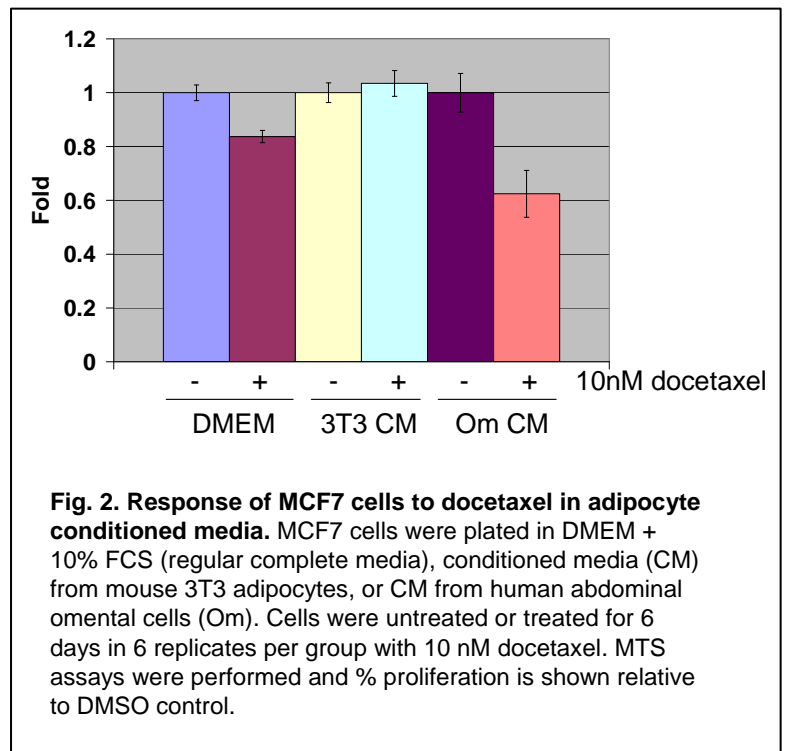 1.2
1
0.8
0.6
0.4
0.2
0
Fold
- + - + - + 10nM docetaxel
DMEM 3T3 CM Om CM
Fig. 2. Response of MCF7 cells to docetaxel in adipocyte
conditioned media. MCF7 cells were plated in DMEM +
10% FCS (regular complete media), conditioned media (CM)
from mouse 3T3 adipocytes, or CM from human abdominal
omental cells (Om). Cells were untreated or treated for 6
days in 6 replicates per group with 10 nM docetaxel. MTS
assays were performed and % proliferation is shown relative
to DMSO control.